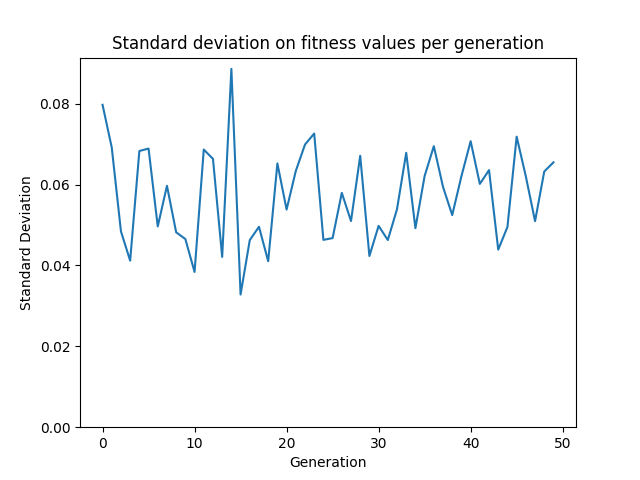 Standard deviation on fitness values per generation
Standard Deviation
0.08
0.06
0.04
0.02
0.00
0 10 20 30 40 50
Generation